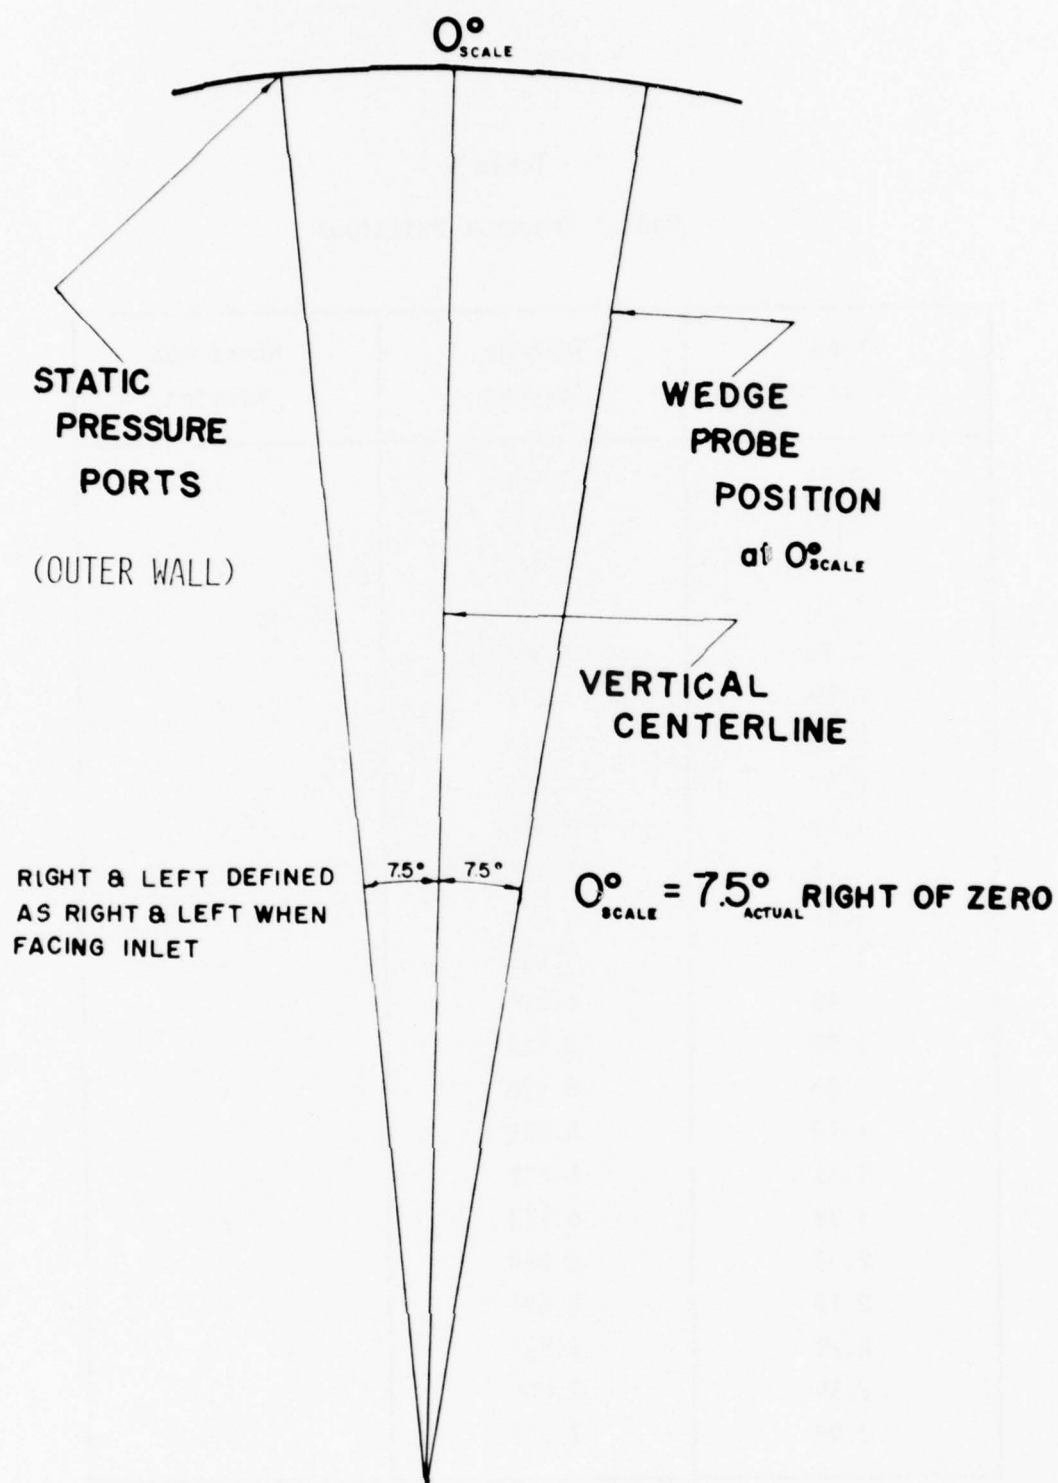 0° SCALE
STATIC
PRESSURE
PORTS
(OUTER WALL)
WEDGE
PROBE
POSITION
at 0° SCALE
VERTICAL
CENTERLINE
7.5° 7.5°
RIGHT & LEFT DEFINED
AS RIGHT & LEFT WHEN
FACING INLET
0° SCALE = 7.5° ACTUAL RIGHT OF ZERO